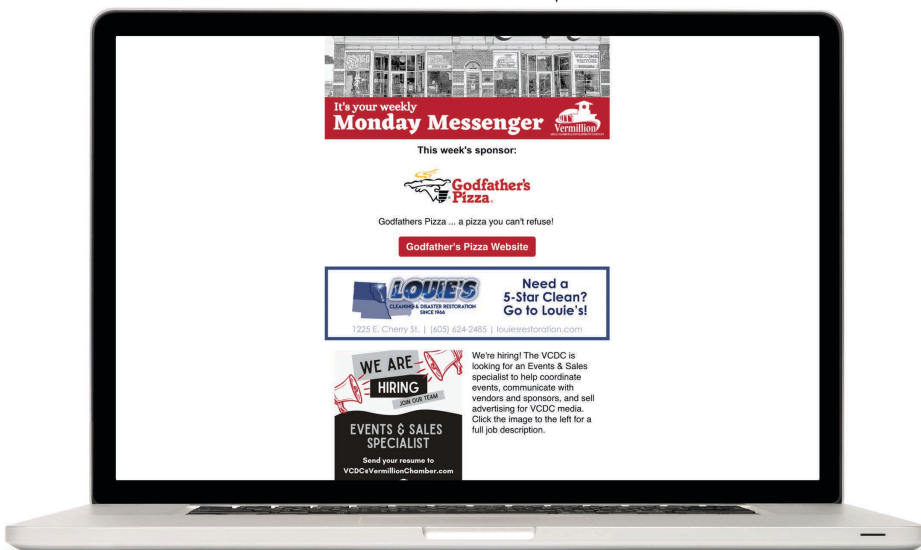 It's your weekly
Monday Messenger
Vermillion
This week's sponsor:
Godfather's
Pizza
Godfathers Pizza ... a pizza you can't refuse!
Godfather's Pizza Website
LOUIE'S
CLEANING & DISASTER RESTORATION
SINCE 1966
Need a
5-Star Clean?
Go to Louie's!
1225 E. Cherry St. | (605) 624-2485 | louiesrestoration.com
WE ARE
HIRING
JOIN OUR TEAM
EVENTS & SALES
SPECIALIST
Send your resume to
VCDC@VermillionChamber.com
We're hiring! The VCDC is
looking for an Events & Sales
specialist to help coordinate
events, communicate with
vendors and sponsors, and sell
advertising for VCDC media.
Click the image to the left for a
full job description.